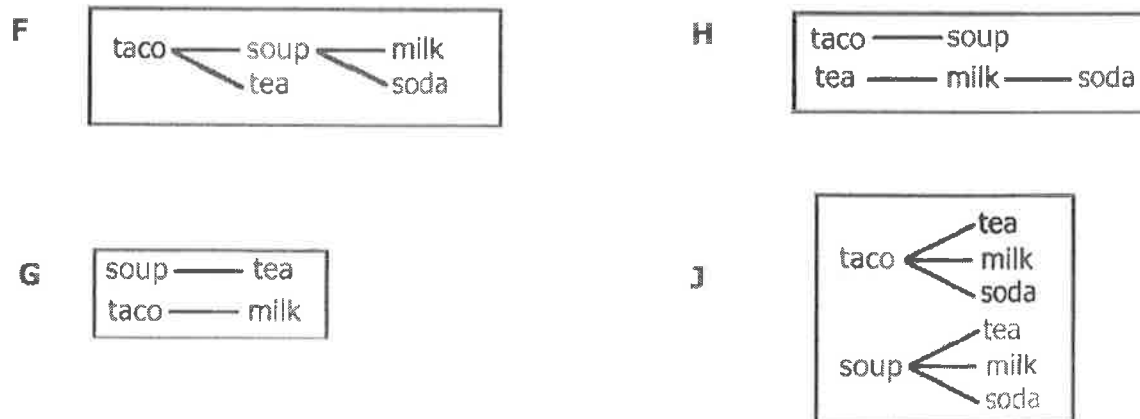 F
taco soup milk
tea soda
H
taco soup
tea milk soda
G
soup tea
taco milk
J
tea
taco milk
soda
tea
soup milk
soda